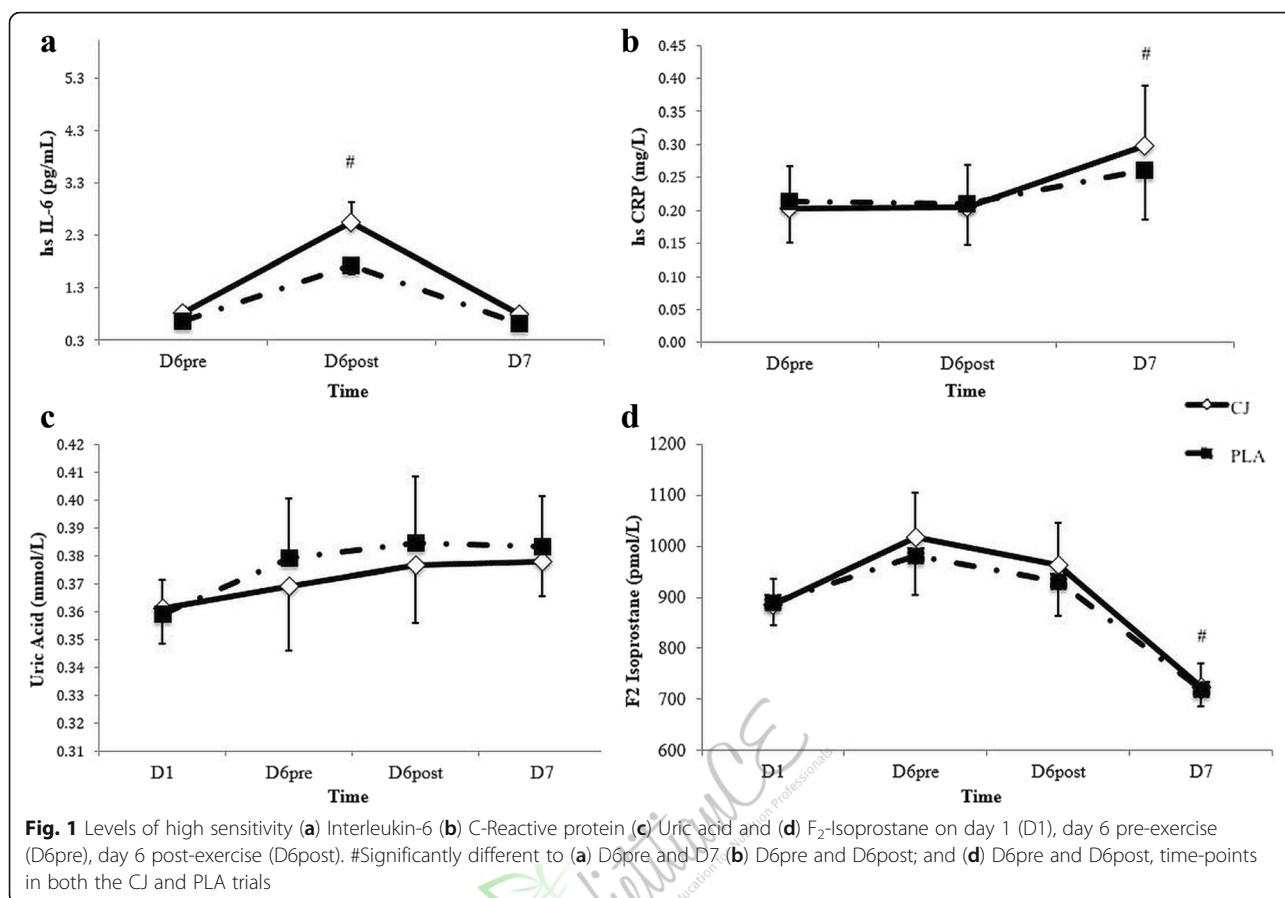 a
5.3
4.3
3.3
2.3
1.3
0.3
hs IL-6 (pg/mL)
#
D6pre D6post D7
Time
b
0.45
0.40
0.35
0.30
0.25
0.20
0.15
0.10
0.05
0.00
hs CRP (mg/L)
#
D6pre D6post D7
Time
c
0.42
0.41
0.40
0.39
0.38
0.37
0.36
0.35
0.34
0.33
0.32
0.31
Uric Acid (mmol/L)
D1 D6pre D6post D7
Time
d
CJ
PLA
1200
1100
1000
900
800
700
600
F2 Isoprostane (pmol/L)
#
D1 D6pre D6post D7
Time
Fig. 1 Levels of high sensitivity (a) Interleukin-6 (b) C-Reactive protein (c) Uric acid and (d) F₂-Isoprostane on day 1 (D1), day 6 pre-exercise
(D6pre), day 6 post-exercise (D6post). #Significantly different to (a) D6pre and D7 (b) D6pre and D6post; and (d) D6pre and D6post, time-points
in both the CJ and PLA trials